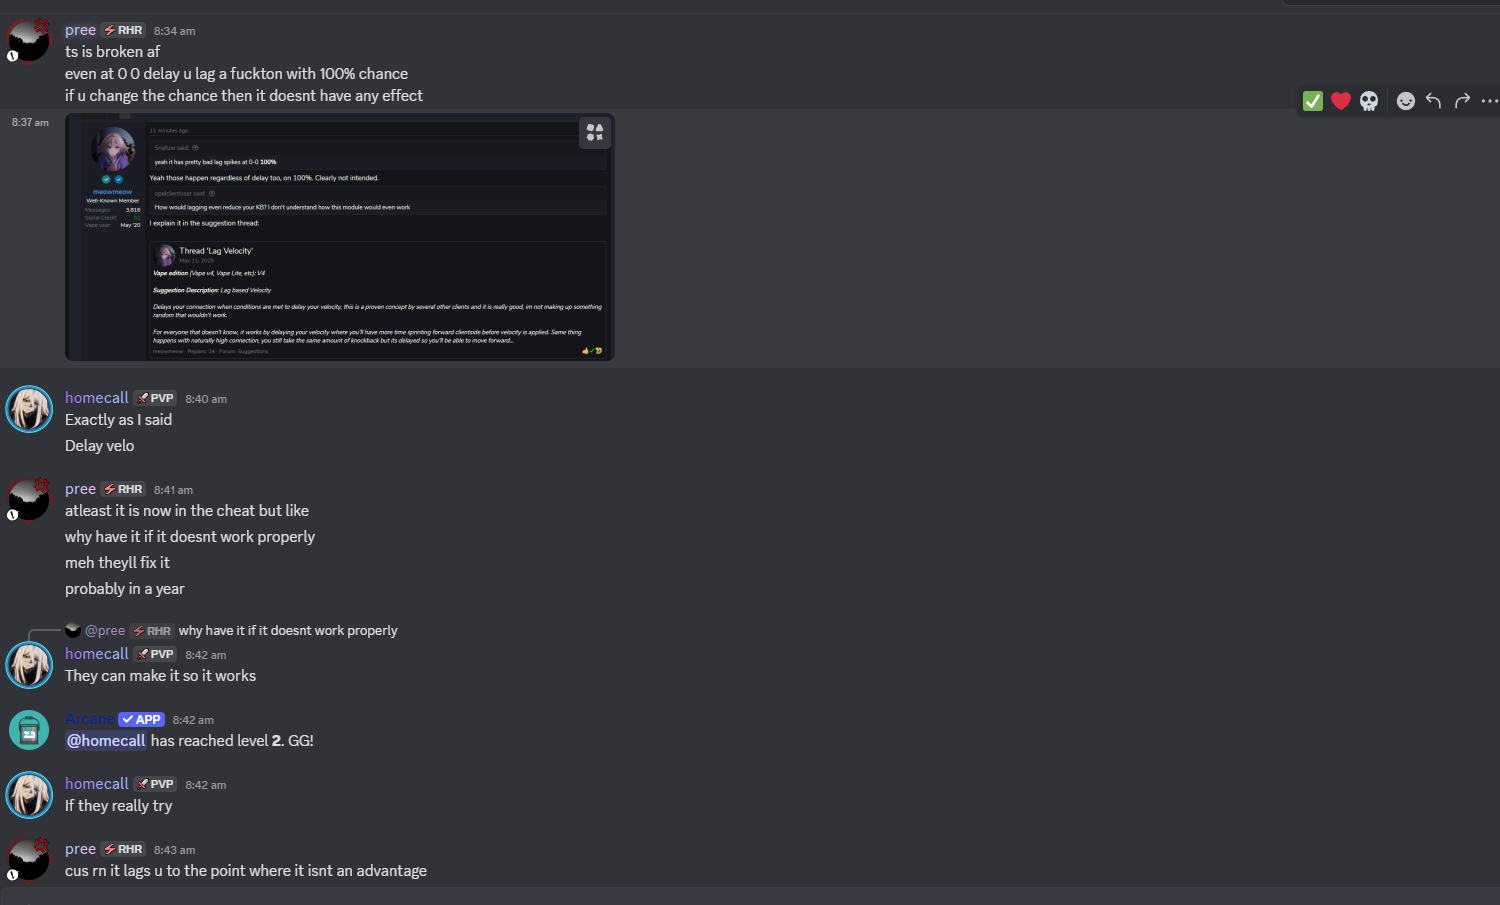 pree RHR 8:34 am
ts is broken af
even at 0 0 delay u lag a fuckton with 100% chance
if u change the chance then it doesnt have any effect
8:37 am
11 minutes ago
Snafuw said:
yeah it has pretty bad lag spikes at 0-0 100%
Yeah those happen regardless of delay too, on 100%. Clearly not intended.
opalclientuser said:
How would lagging even reduce your KB? I don't understand how this module would even work
I explain it in the suggestion thread:
meowmeow
Well-Known Member
Messages: 3,816
Social Credit: 51
Vape user: May '20
Thread 'Lag Velocity'
May 11, 2025
Vape edition (Vape v4, Vape Lite, etc): V4
Suggestion Description: Lag based Velocity
Delays your connection when conditions are met to delay your velocity, this is a proven concept by several other clients and it is really good, im not making up something
random that wouldn't work.
For everyone that doesn't know, it works by delaying your velocity where you'll have more time sprinting forward clientside before velocity is applied. Same thing
happens with naturally high connection, you still take the same amount of knockback but its delayed so you'll be able to move forward...
meowmeow · Replies: 24 · Forum: Suggestions
homecall PVP 8:40 am
Exactly as I said
Delay velo
pree RHR 8:41 am
atleast it is now in the cheat but like
why have it if it doesnt work properly
meh theyll fix it
probably in a year
@pree RHR why have it if it doesnt work properly
homecall PVP 8:42 am
They can make it so it works
Arcane APP 8:42 am
@homecall has reached level 2. GG!
homecall PVP 8:42 am
If they really try
pree RHR 8:43 am
cus rn it lags u to the point where it isnt an advantage